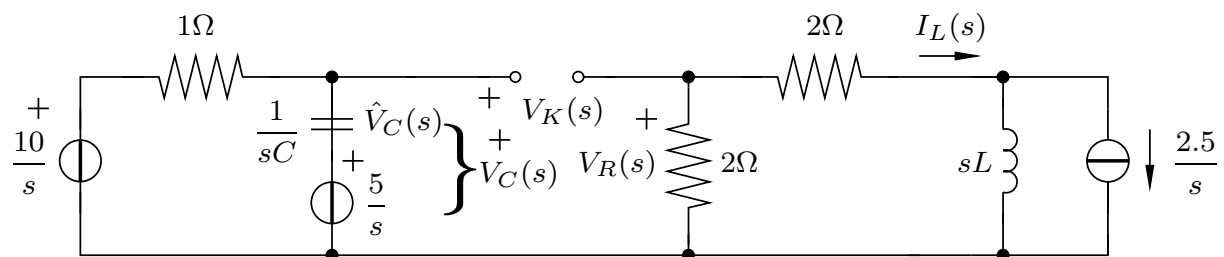 1Ω
2Ω
I_L(s)
+
10/s
1/sC
V̂_C(s)
+
5/s
}
+
V_K(s)
+
V_C(s)
+
V_R(s)
2Ω
sL
2.5/s